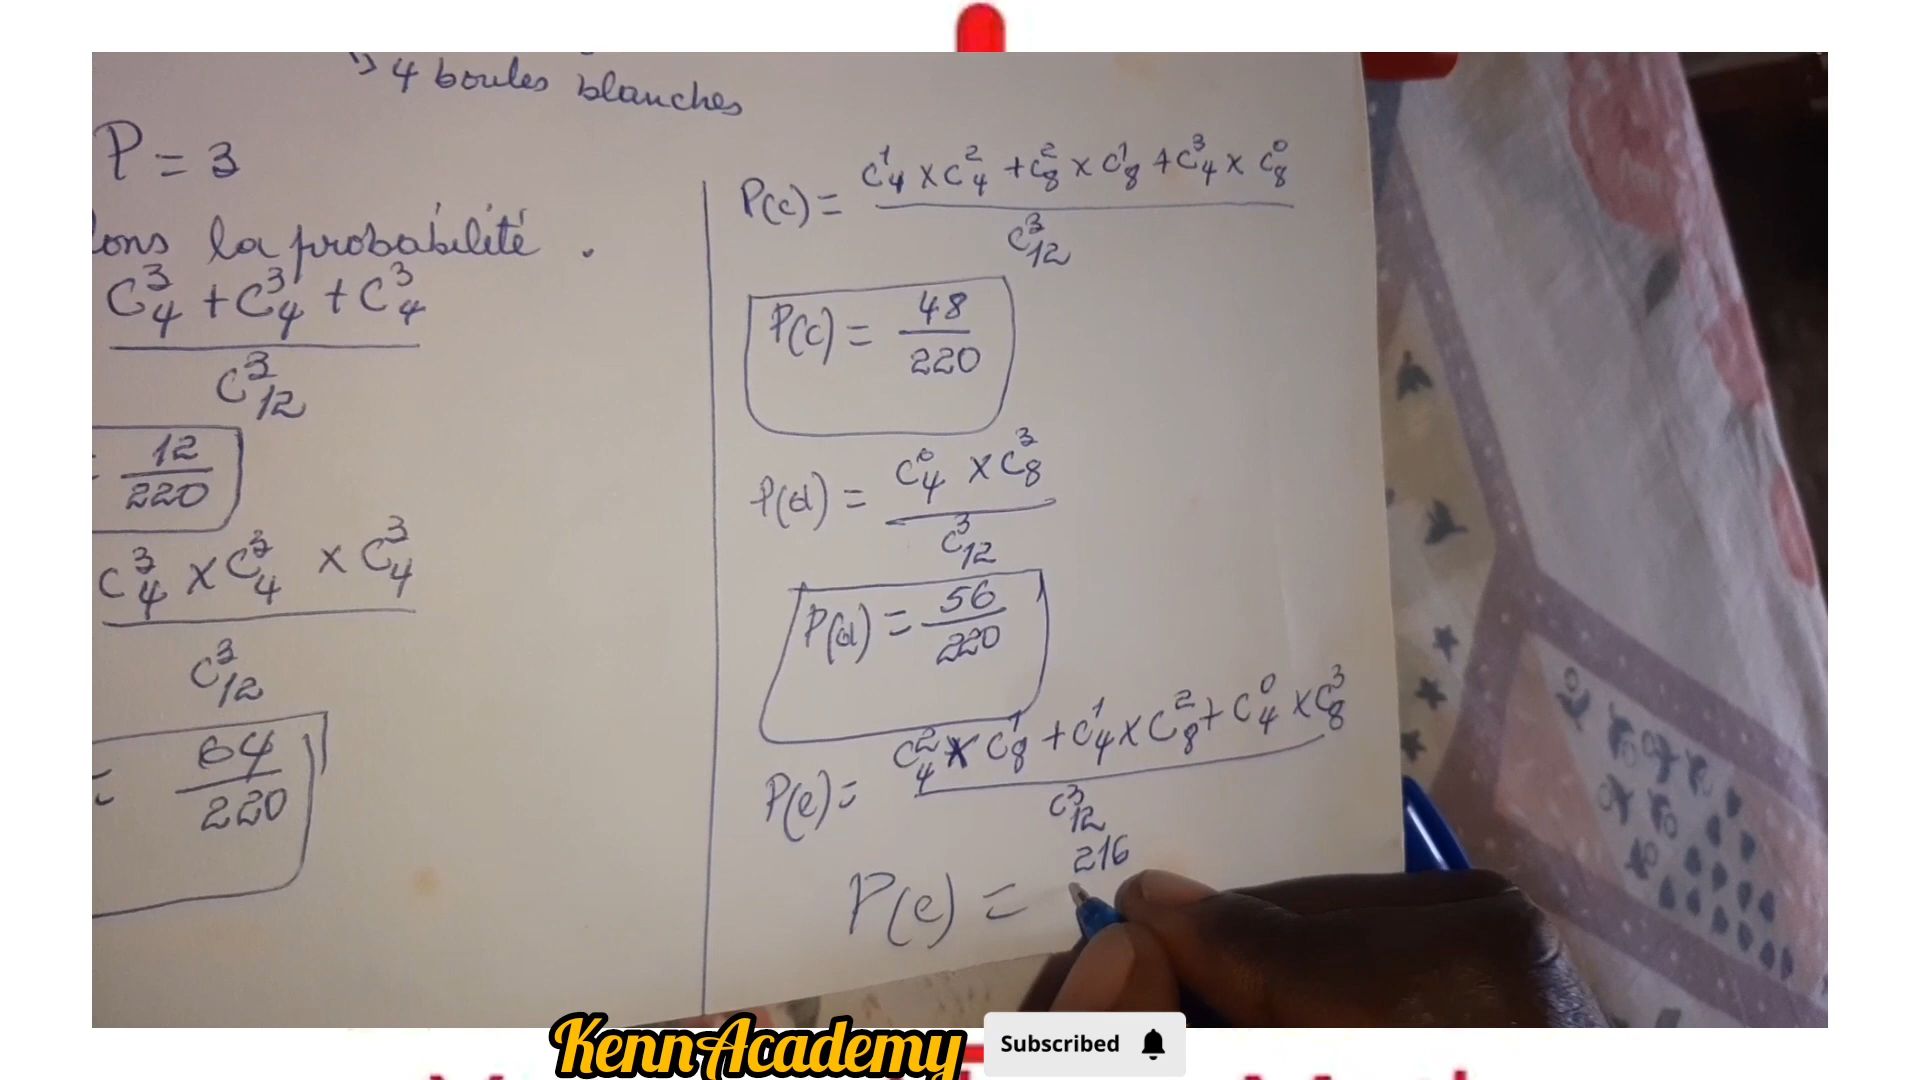 4 boules blanches
P = 3
lons la probabilité.
C³₄ + C³₄ + C³₄
C³₁₂
12
220
C³₄ × C³₄ × C³₄
C³₁₂
= 64
220
P(c) = C¹₄ × C²₄ + C²₈ × C¹₈ + C³₄ × C⁰₈
C³₁₂
P(c) = 48
220
P(d) = C⁰₄ × C³₈
C³₁₂
P(d) = 56
220
P(e) = C²₄ × C¹₈ + C¹₄ × C²₈ + C⁰₄ × C³₈
C³₁₂
P(e) = 216
KennAcademy
Subscribed